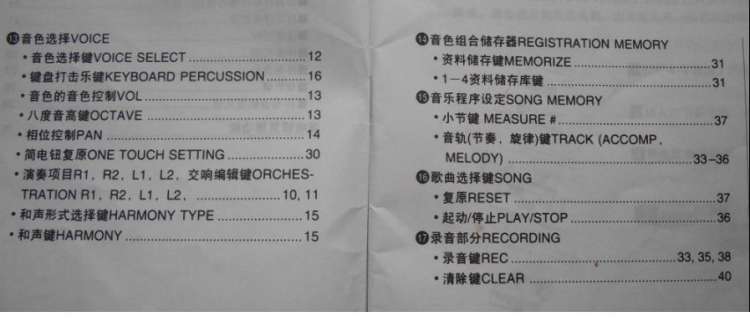 ⓭音色选择VOICE
• 音色选择键VOICE SELECT ........................ 12
• 键盘打击乐键KEYBOARD PERCUSSION ......... 16
• 音色的音色控制VOL ................................ 13
• 八度音高键OCTAVE ................................ 13
• 相位控制PAN ........................................ 14
• 简电钮复原ONE TOUCH SETTING ................ 30
• 演奏项目R1，R2，L1，L2，交响编辑键ORCHES-
TRATION R1，R2，L1，L2， ................... 10, 11
• 和声形式选择键HARMONY TYPE ................. 15
• 和声键HARMONY .................................... 15
⓮音色组合储存器REGISTRATION MEMORY
• 资料储存键MEMORIZE ............................. 31
• 1－4资料储存库键 .................................. 31
⓯音乐程序设定SONG MEMORY
• 小节键 MEASURE # ................................. 37
• 音轨(节奏，旋律)键TRACK (ACCOMP，
MELODY) .......................................... 33–36
⓰歌曲选择键SONG
• 复原RESET ........................................... 37
• 起动/停止PLAY/STOP ............................. 36
⓱录音部分RECORDING
• 录音键REC .................................... 33, 35, 38
• 清除键CLEAR ........................................ 40